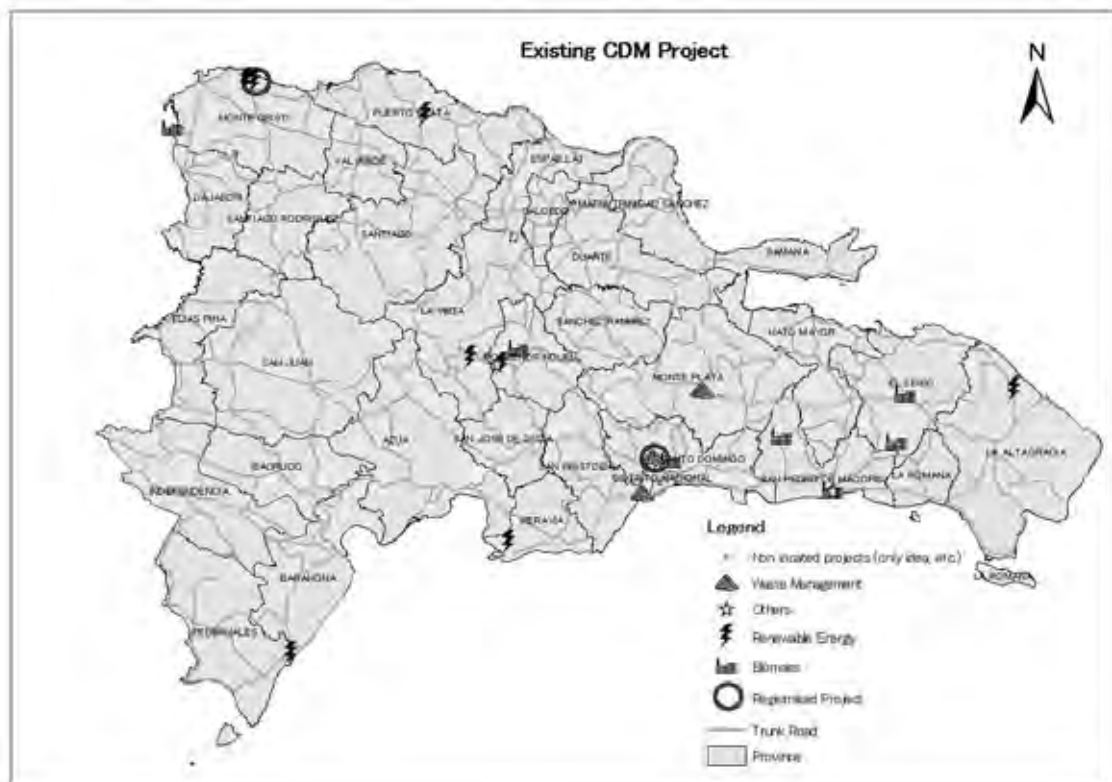 Existing CDM Project
N
MONTE CRISTI
PUERTO PLATA
VALVERDE
ESPAILLAT
DAJABON
SANTIAGO RODRIGUEZ
SANTIAGO
SALCEDO
MARIA TRINIDAD SANCHEZ
DUARTE
SAMANA
ELIAS PINA
LA VEGA
SANCHEZ RAMIREZ
HATO MAYOR
SAN JUAN
MONTE PLATA
EL SEIBO
AZUA
SAN JOSE DE OCOA
SAN CRISTOBAL
SANTO DOMINGO
LA ALTAGRACIA
BAORUCO
INDEPENDENCIA
SAN PEDRO DE MACORIS
LA ROMANA
PERAVIA
Legend
BARAHONA
Non located projects (only idea, etc.)
LA ROMANA
Waste Management
Others
PEDERNALES
Renewable Energy
Biomass
Registered Project
Trunk Road
Province